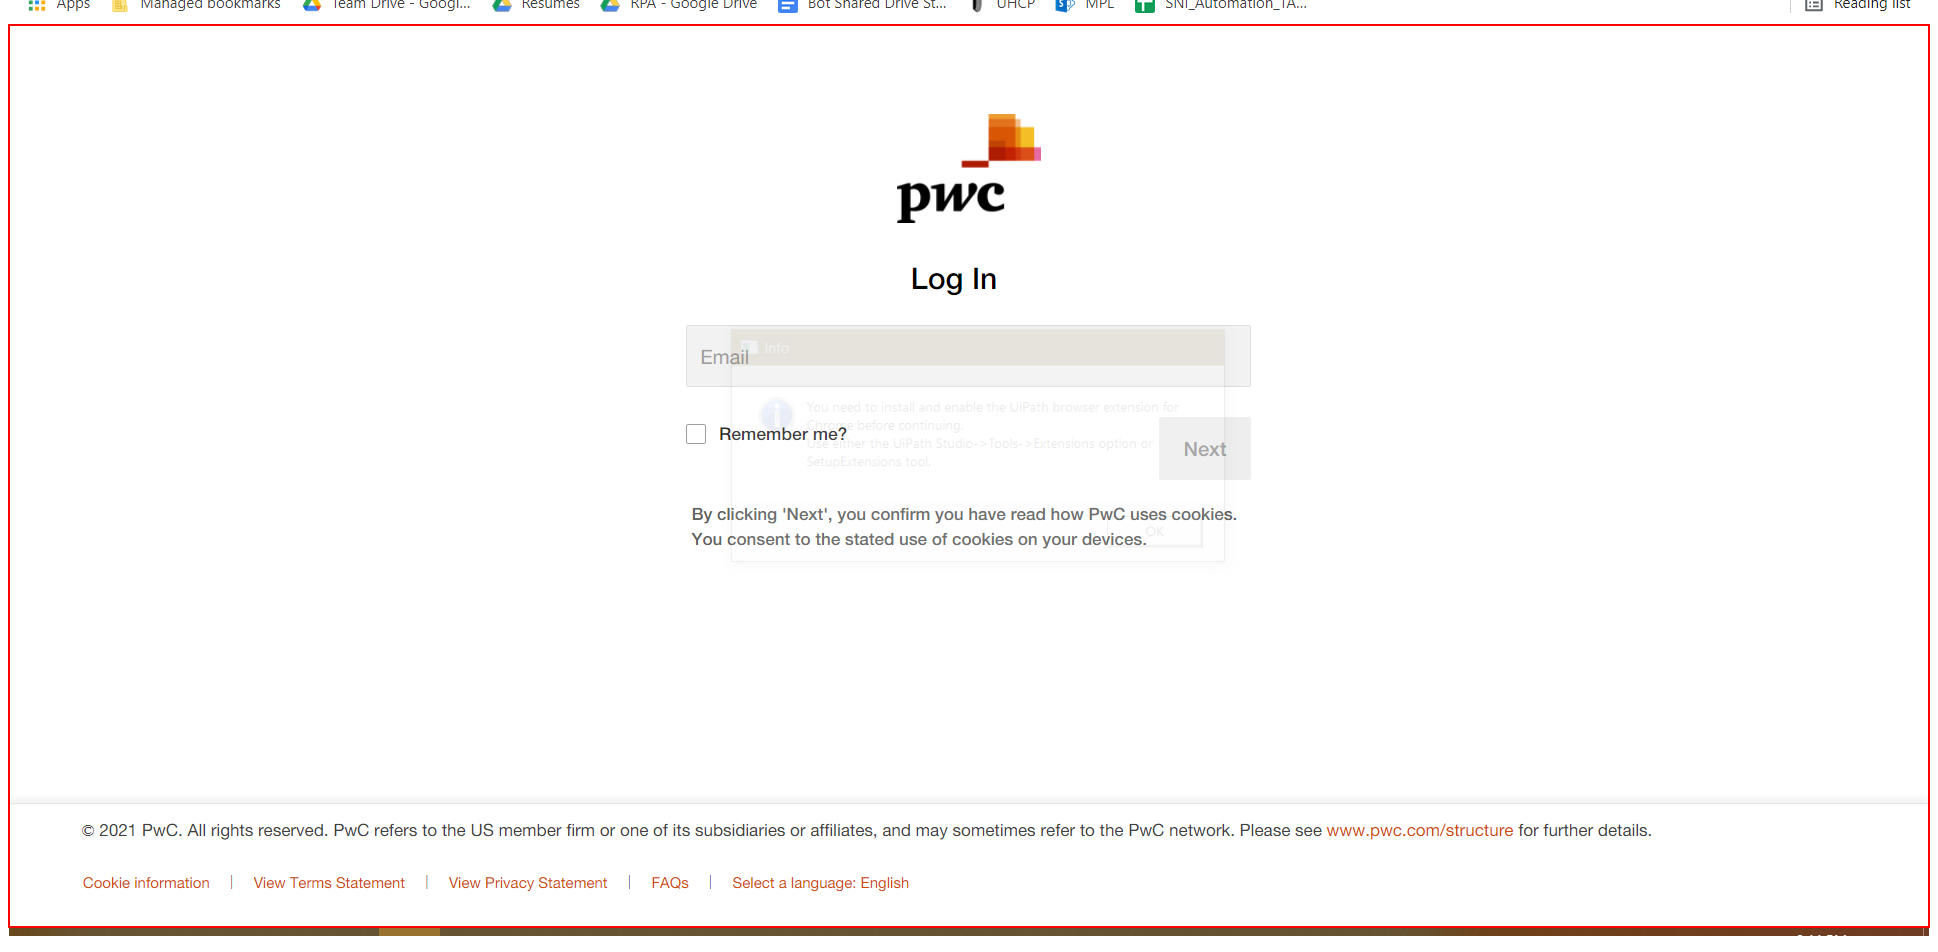 Apps Managed bookmarks Team Drive - Googl... Resumes RPA - Google Drive Bot Shared Drive St... UHCP MPL SNI_Automation_TA... Reading list
pwc
Log In
Info
Email
You need to install and enable the UiPath browser extension for
Chrome before continuing.
Use either the UiPath Studio->Tools->Extensions option or
SetupExtensions tool.
Remember me?
Next
By clicking 'Next', you confirm you have read how PwC uses cookies.
You consent to the stated use of cookies on your devices.
OK
© 2021 PwC. All rights reserved. PwC refers to the US member firm or one of its subsidiaries or affiliates, and may sometimes refer to the PwC network. Please see www.pwc.com/structure for further details.
Cookie information | View Terms Statement | View Privacy Statement | FAQs | Select a language: English